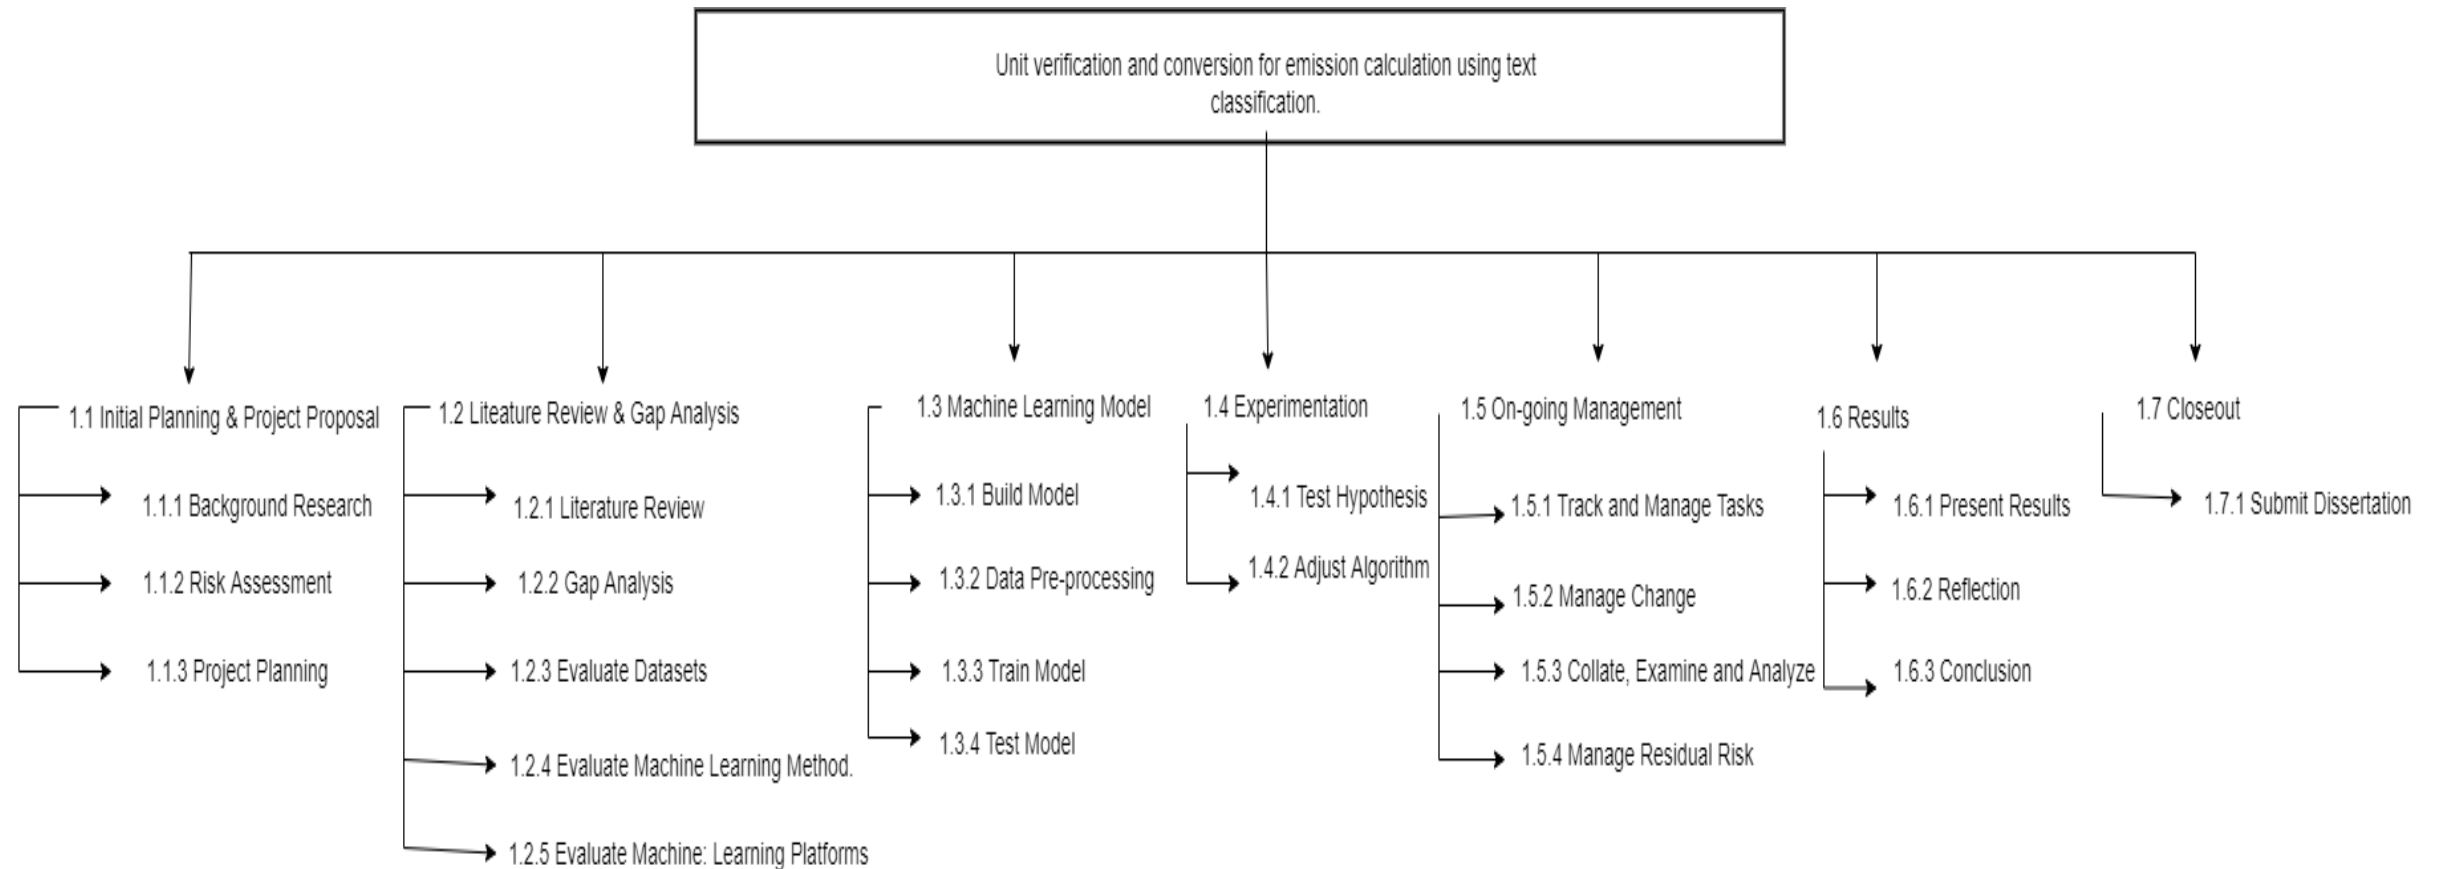 Unit verification and conversion for emission calculation using text
classification.
1.1 Initial Planning & Project Proposal
1.1.1 Background Research
1.1.2 Risk Assessment
1.1.3 Project Planning
1.2 Liteature Review & Gap Analysis
1.2.1 Literature Review
1.2.2 Gap Analysis
1.2.3 Evaluate Datasets
1.2.4 Evaluate Machine Learning Method.
1.2.5 Evaluate Machine: Learning Platforms
1.3 Machine Learning Model
1.3.1 Build Model
1.3.2 Data Pre-processing
1.3.3 Train Model
1.3.4 Test Model
1.4 Experimentation
1.4.1 Test Hypothesis
1.4.2 Adjust Algorithm
1.5 On-going Management
1.5.1 Track and Manage Tasks
1.5.2 Manage Change
1.5.3 Collate, Examine and Analyze
1.5.4 Manage Residual Risk
1.6 Results
1.6.1 Present Results
1.6.2 Reflection
1.6.3 Conclusion
1.7 Closeout
1.7.1 Submit Dissertation